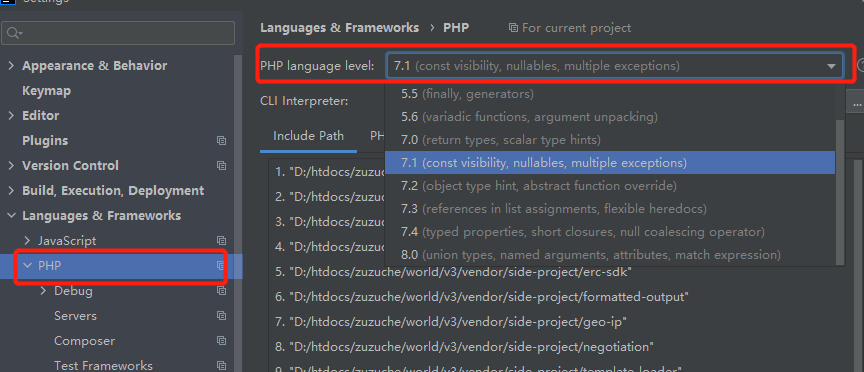 Settings
Languages & Frameworks › PHP For current project
PHP language level: 7.1 (const visibility, nullables, multiple exceptions)
CLI Interpreter:
...
Include Path
PH
5.5 (finally, generators)
5.6 (variadic functions, argument unpacking)
7.0 (return types, scalar type hints)
7.1 (const visibility, nullables, multiple exceptions)
7.2 (object type hint, abstract function override)
7.3 (references in list assignments, flexible heredocs)
7.4 (typed properties, short closures, null coalescing operator)
8.0 (union types, named arguments, attributes, match expression)
1. "D:/htdocs/zuzuche
2. "D:/htdocs/zuzuche
3. "D:/htdocs/zuzuche
4. "D:/htdocs/zuzuche
5. "D:/htdocs/zuzuche/world/v3/vendor/side-project/erc-sdk"
6. "D:/htdocs/zuzuche/world/v3/vendor/side-project/formatted-output"
7. "D:/htdocs/zuzuche/world/v3/vendor/side-project/geo-ip"
8. "D:/htdocs/zuzuche/world/v3/vendor/side-project/negotiation"
9. "D:/htdocs/zuzuche/world/v3/vendor/side-project/template-loader"
Appearance & Behavior
Keymap
Editor
Plugins
Version Control
Build, Execution, Deployment
Languages & Frameworks
JavaScript
PHP
Debug
Servers
Composer
Test Frameworks